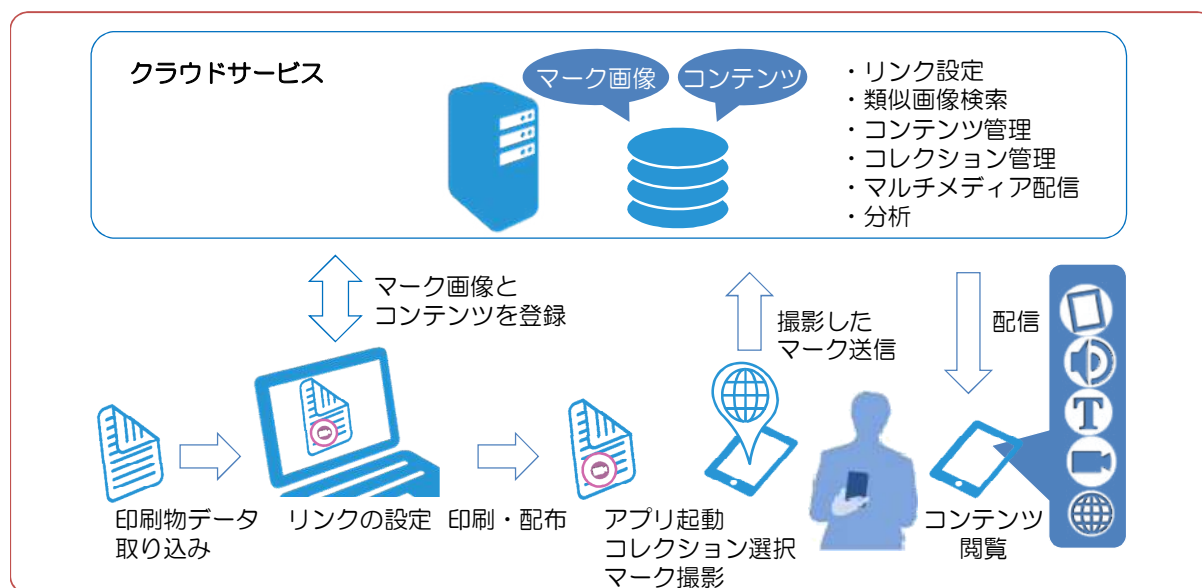 クラウドサービス
マーク画像
コンテンツ
・リンク設定
・類似画像検索
・コンテンツ管理
・コレクション管理
・マルチメディア配信
・分析
マーク画像と
コンテンツを登録
撮影した
マーク送信
配信
T
印刷物データ
取り込み
リンクの設定
印刷・配布
アプリ起動
コレクション選択
マーク撮影
コンテンツ
閲覧